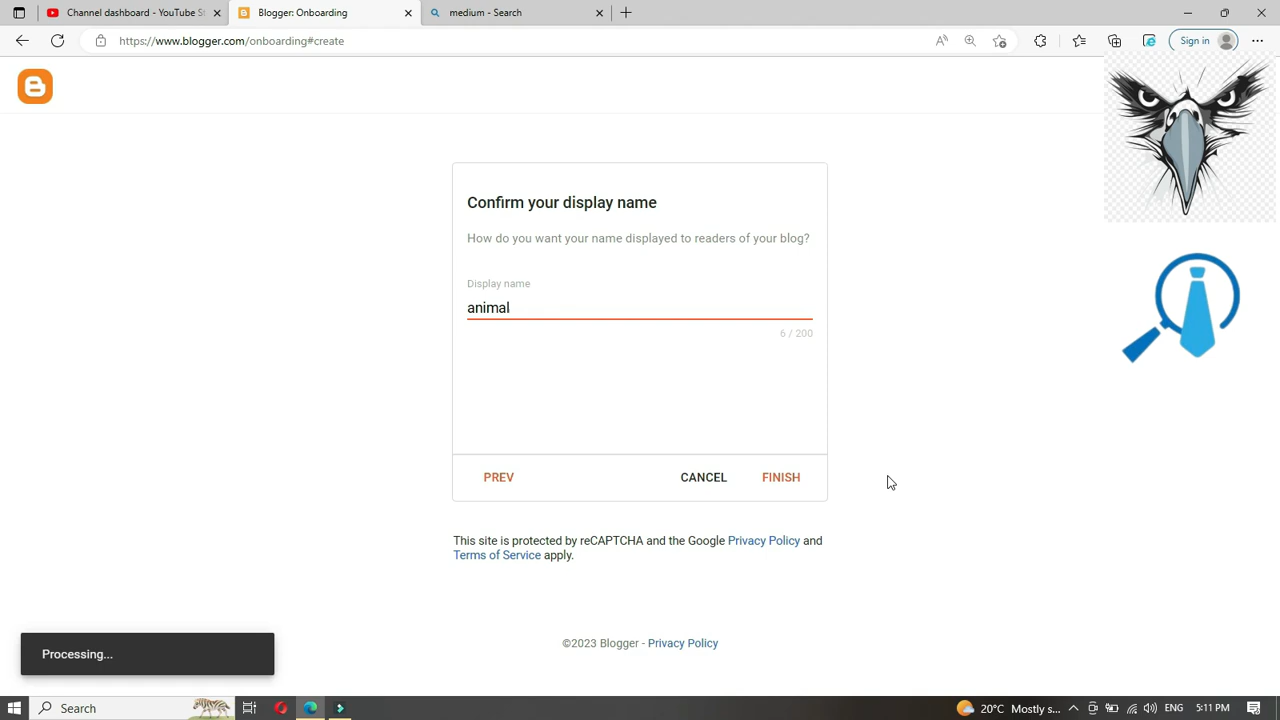 Channel dashboard - YouTube St
Blogger: Onboarding
medium - Search
https://www.blogger.com/onboarding#create
Sign in
Confirm your display name
How do you want your name displayed to readers of your blog?
Display name
animal
6 / 200
PREV
CANCEL
FINISH
This site is protected by reCAPTCHA and the Google Privacy Policy and
Terms of Service apply.
©2023 Blogger - Privacy Policy
Processing...
Search
20°C Mostly s...
ENG
5:11 PM